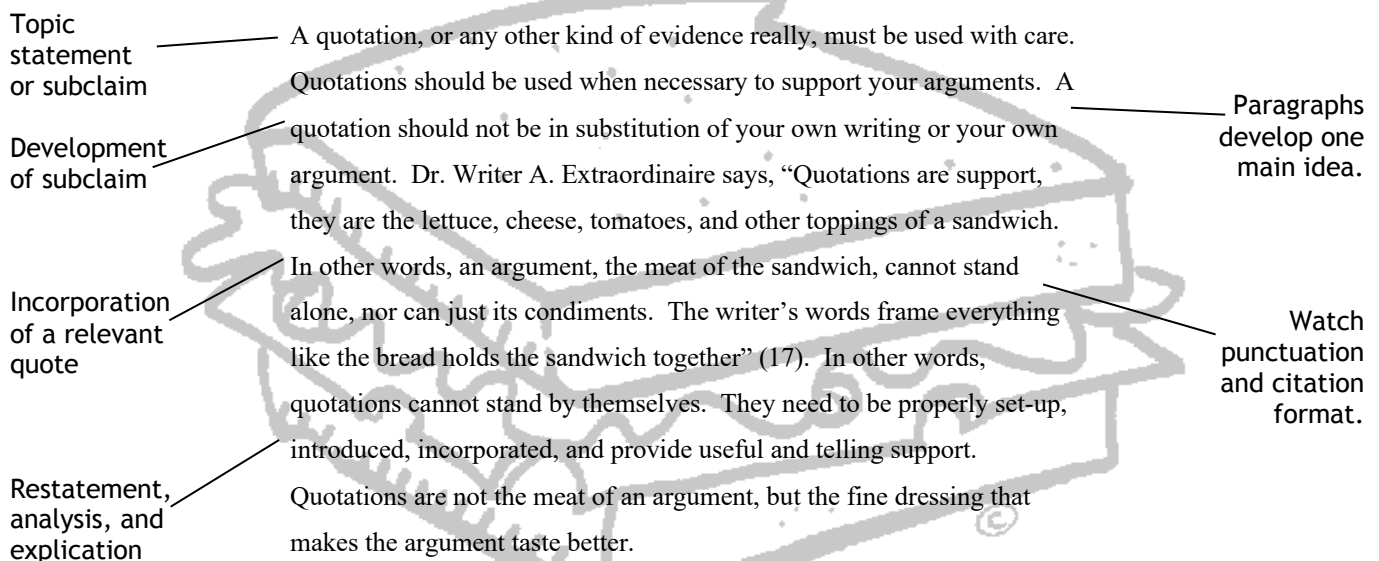 Topic
statement
or subclaim
Development
of subclaim
Incorporation
of a relevant
quote
Restatement,
analysis, and
explication
A quotation, or any other kind of evidence really, must be used with care.
Quotations should be used when necessary to support your arguments.  A
quotation should not be in substitution of your own writing or your own
argument.  Dr. Writer A. Extraordinaire says, “Quotations are support,
they are the lettuce, cheese, tomatoes, and other toppings of a sandwich.
In other words, an argument, the meat of the sandwich, cannot stand
alone, nor can just its condiments.  The writer’s words frame everything
like the bread holds the sandwich together” (17).  In other words,
quotations cannot stand by themselves.  They need to be properly set-up,
introduced, incorporated, and provide useful and telling support.
Quotations are not the meat of an argument, but the fine dressing that
makes the argument taste better.
Paragraphs
develop one
main idea.
Watch
punctuation
and citation
format.
©